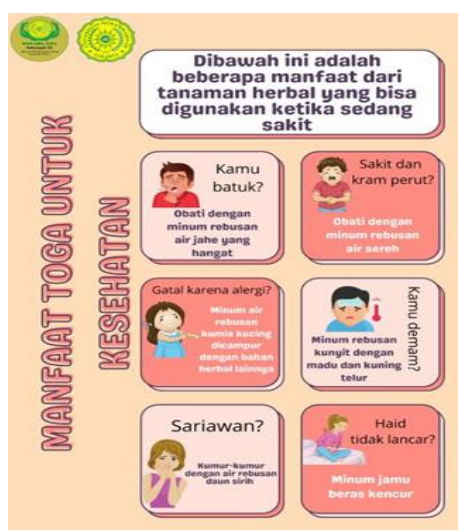 MANFAAT TOGA UNTUK
KESEHATAN
Dibawah ini adalah
beberapa manfaat dari
tanaman herbal yang bisa
digunakan ketika sedang
sakit
Kamu
batuk?
Obati dengan
minum rebusan
air jahe yang
hangat
Sakit dan
kram perut?
Obati dengan
minum rebusan
air sereh
Gatal karena alergi?
Minum air
rebusan
kumis kucing
dicampur
dengan bahan
herbal lainnya
Kamu demam?
Minum rebusan
kunyit dengan
madu dan kuning
telur
Sariawan?
Kumur-kumur
dengan air rebusan
daun sirih
Haid
tidak lancar?
Minum jamu
beras kencur